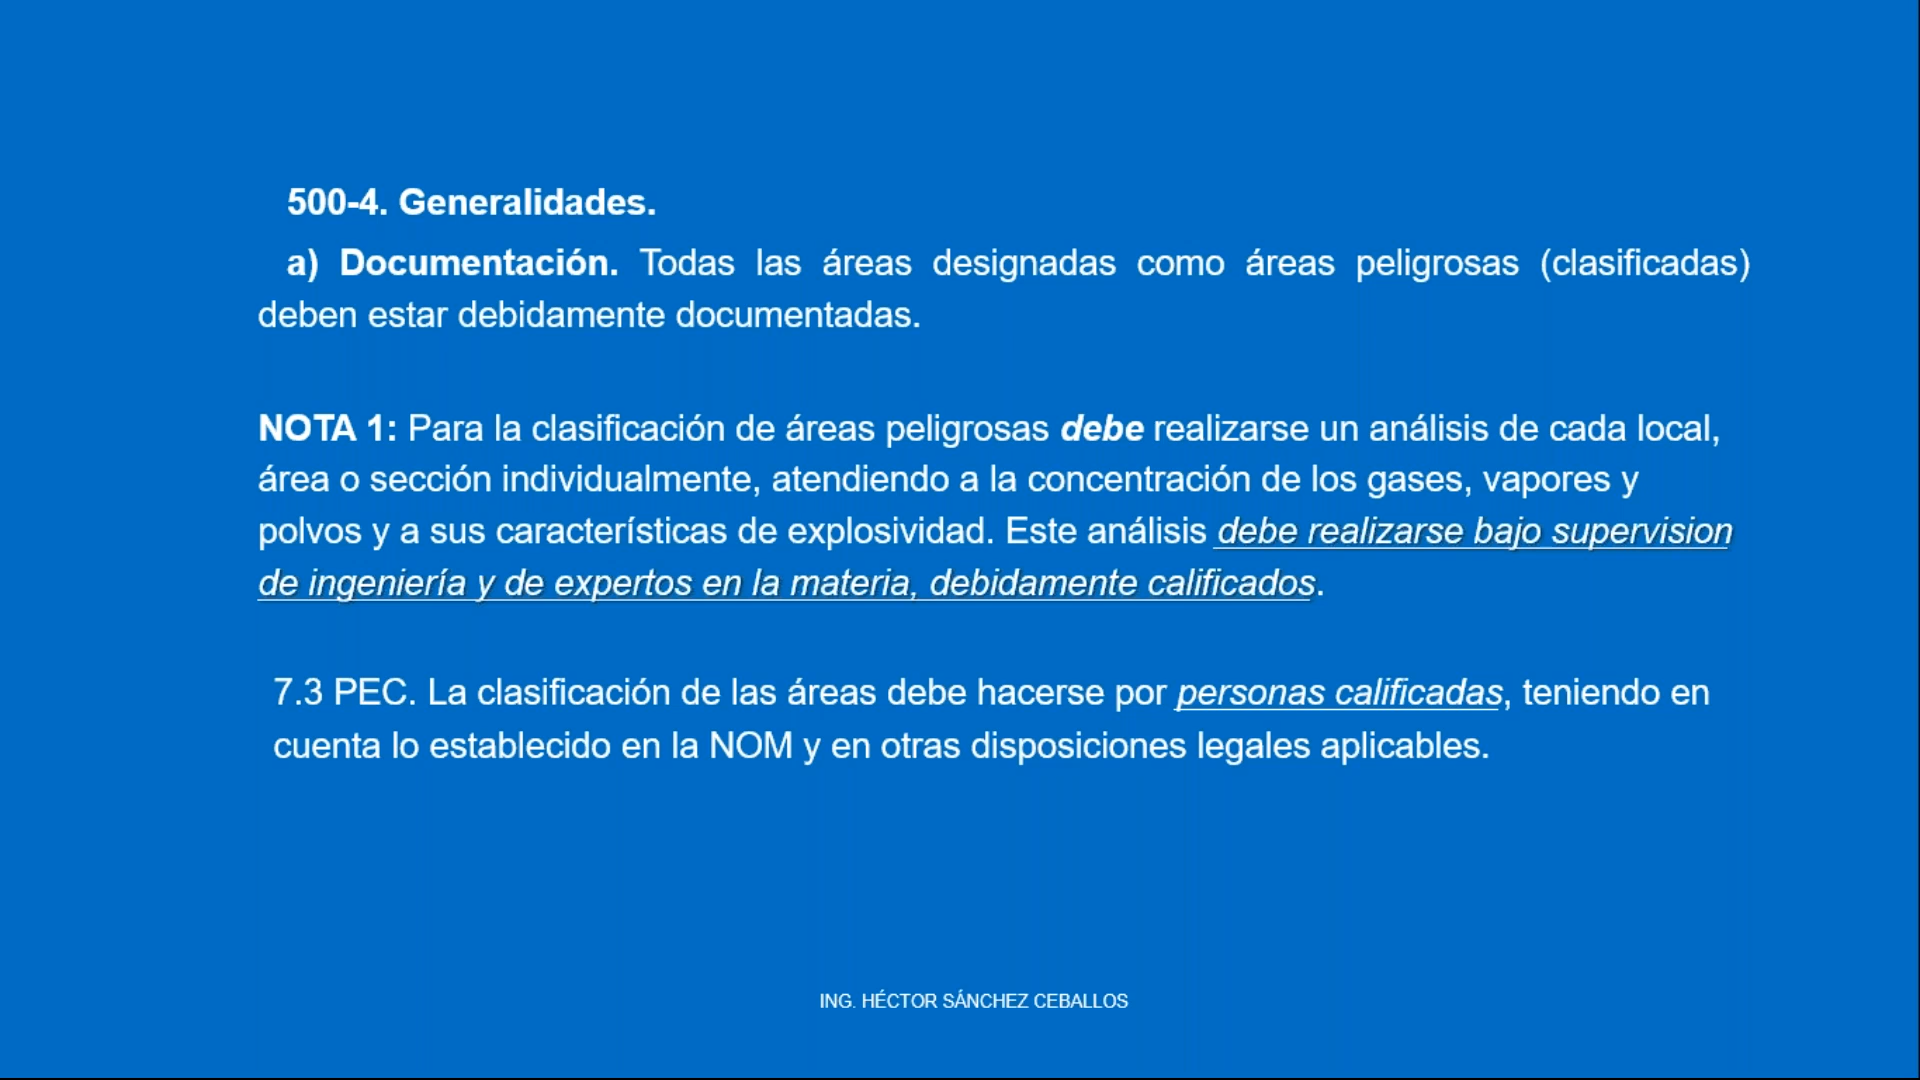 500-4. Generalidades.
a) Documentación. Todas las áreas designadas como áreas peligrosas (clasificadas)
deben estar debidamente documentadas.
NOTA 1: Para la clasificación de áreas peligrosas debe realizarse un análisis de cada local,
área o sección individualmente, atendiendo a la concentración de los gases, vapores y
polvos y a sus características de explosividad. Este análisis debe realizarse bajo supervision
de ingeniería y de expertos en la materia, debidamente calificados.
7.3 PEC. La clasificación de las áreas debe hacerse por personas calificadas, teniendo en
cuenta lo establecido en la NOM y en otras disposiciones legales aplicables.
ING. HÉCTOR SÁNCHEZ CEBALLOS